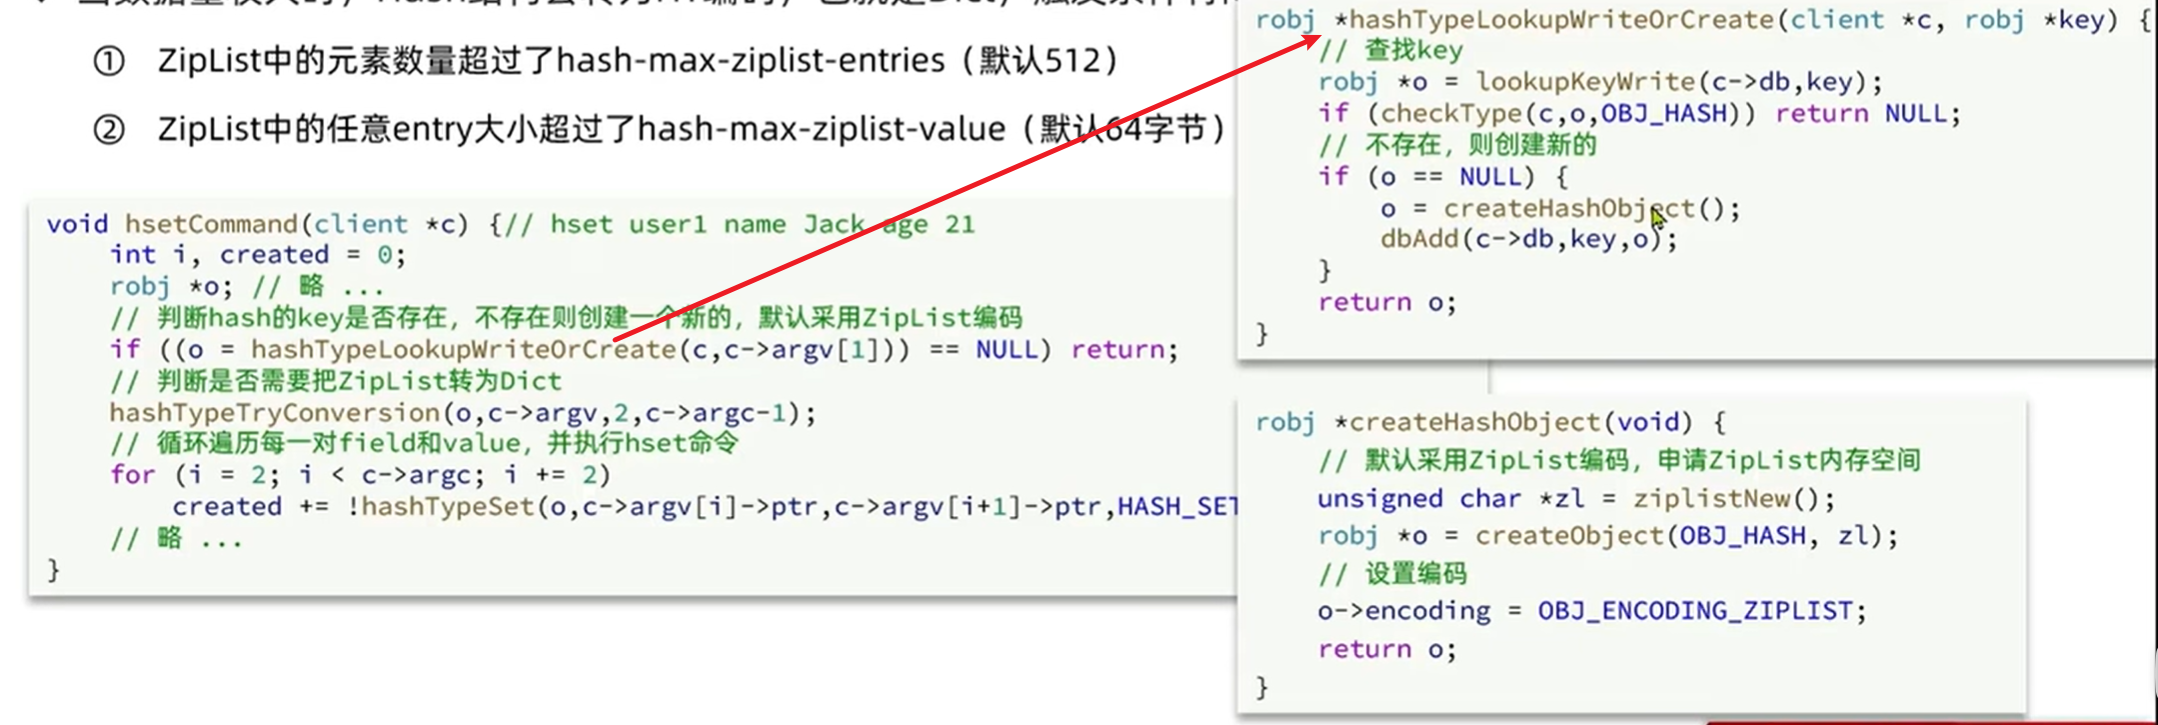 ① ZipList中的元素数量超过了hash-max-ziplist-entries（默认512）
② ZipList中的任意entry大小超过了hash-max-ziplist-value（默认64字节）
void hsetCommand(client *c) {// hset user1 name Jack age 21
    int i, created = 0;
    robj *o; // 略 ...
    // 判断hash的key是否存在，不存在则创建一个新的，默认采用ZipList编码
    if ((o = hashTypeLookupWriteOrCreate(c,c->argv[1])) == NULL) return;
    // 判断是否需要把ZipList转为Dict
    hashTypeTryConversion(o,c->argv,2,c->argc-1);
    // 循环遍历每一对field和value，并执行hset命令
    for (i = 2; i < c->argc; i += 2)
        created += !hashTypeSet(o,c->argv[i]->ptr,c->argv[i+1]->ptr,HASH_SET
    // 略 ...
}
robj *hashTypeLookupWriteOrCreate(client *c, robj *key) {
    // 查找key
    robj *o = lookupKeyWrite(c->db,key);
    if (checkType(c,o,OBJ_HASH)) return NULL;
    // 不存在，则创建新的
    if (o == NULL) {
        o = createHashObject();
        dbAdd(c->db,key,o);
    }
    return o;
}
robj *createHashObject(void) {
    // 默认采用ZipList编码，申请ZipList内存空间
    unsigned char *zl = ziplistNew();
    robj *o = createObject(OBJ_HASH, zl);
    // 设置编码
    o->encoding = OBJ_ENCODING_ZIPLIST;
    return o;
}